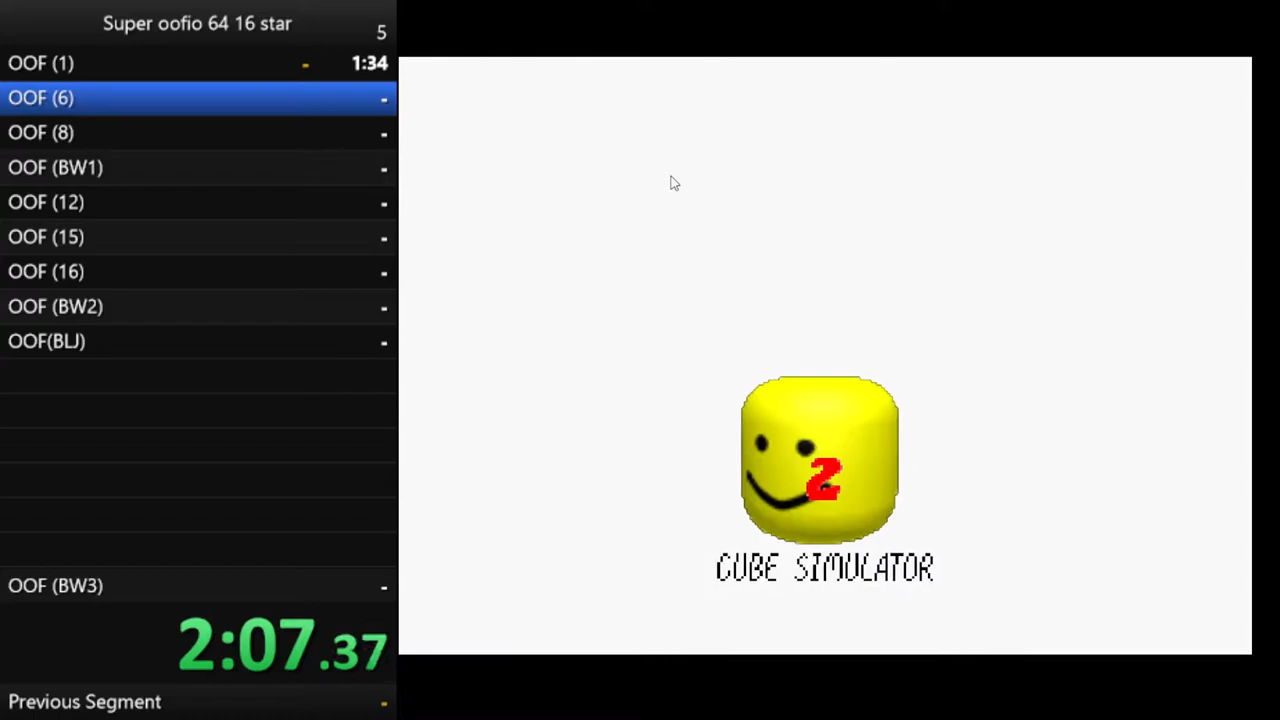 Super oofio 64 16 star
5
OOF (1) - 1:34
OOF (6) -
OOF (8) -
OOF (BW1) -
OOF (12) -
OOF (15) -
OOF (16) -
OOF (BW2) -
OOF(BLJ) -
OOF (BW3) -
2:07.37
Previous Segment -
2
CUBE SIMULATOR